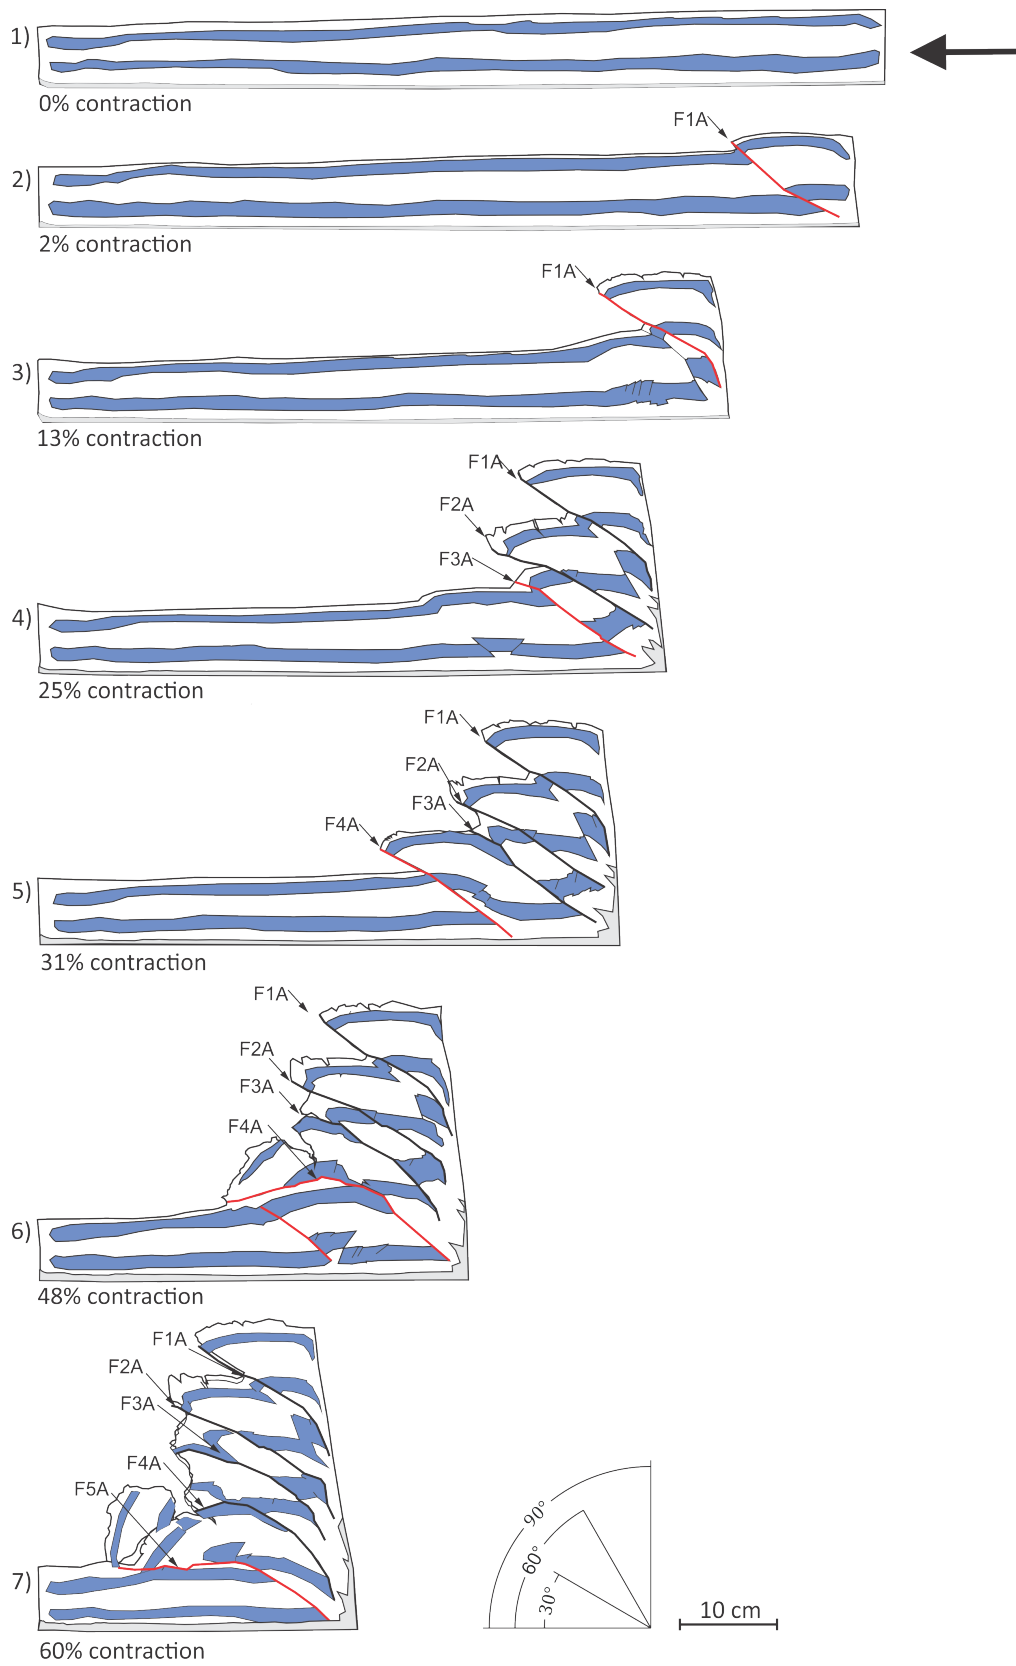 1)
0% contraction
F1A
2)
2% contraction
F1A
3)
13% contraction
F1A
F2A
F3A
4)
25% contraction
F1A
F2A
F3A
F4A
5)
31% contraction
F1A
F2A
F3A
F4A
6)
48% contraction
F1A
F2A
F3A
F4A
F5A
90°
60°
30°
7)
10 cm
60% contraction